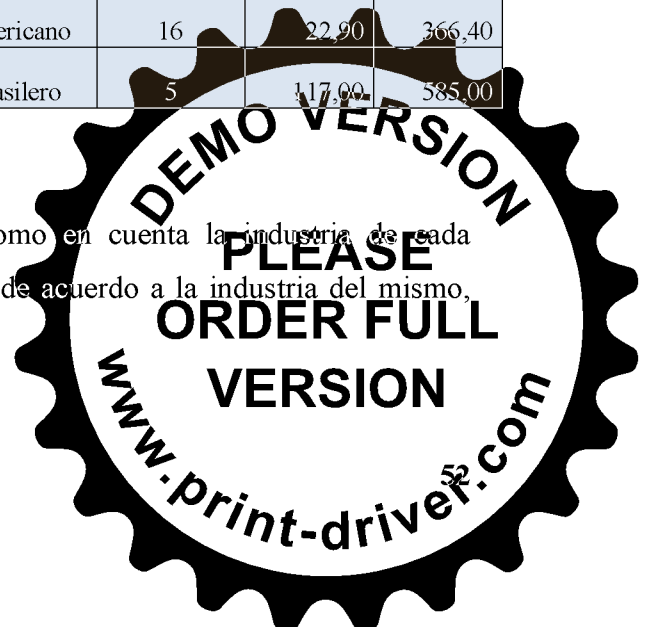 ericano 16 22,90 366,40
asilero 5 117,00 585,00
omo en cuenta la industria de cada
de acuerdo a la industria del mismo,
DEMO VERSION
PLEASE
ORDER FULL
VERSION
www.print-driver.com
52